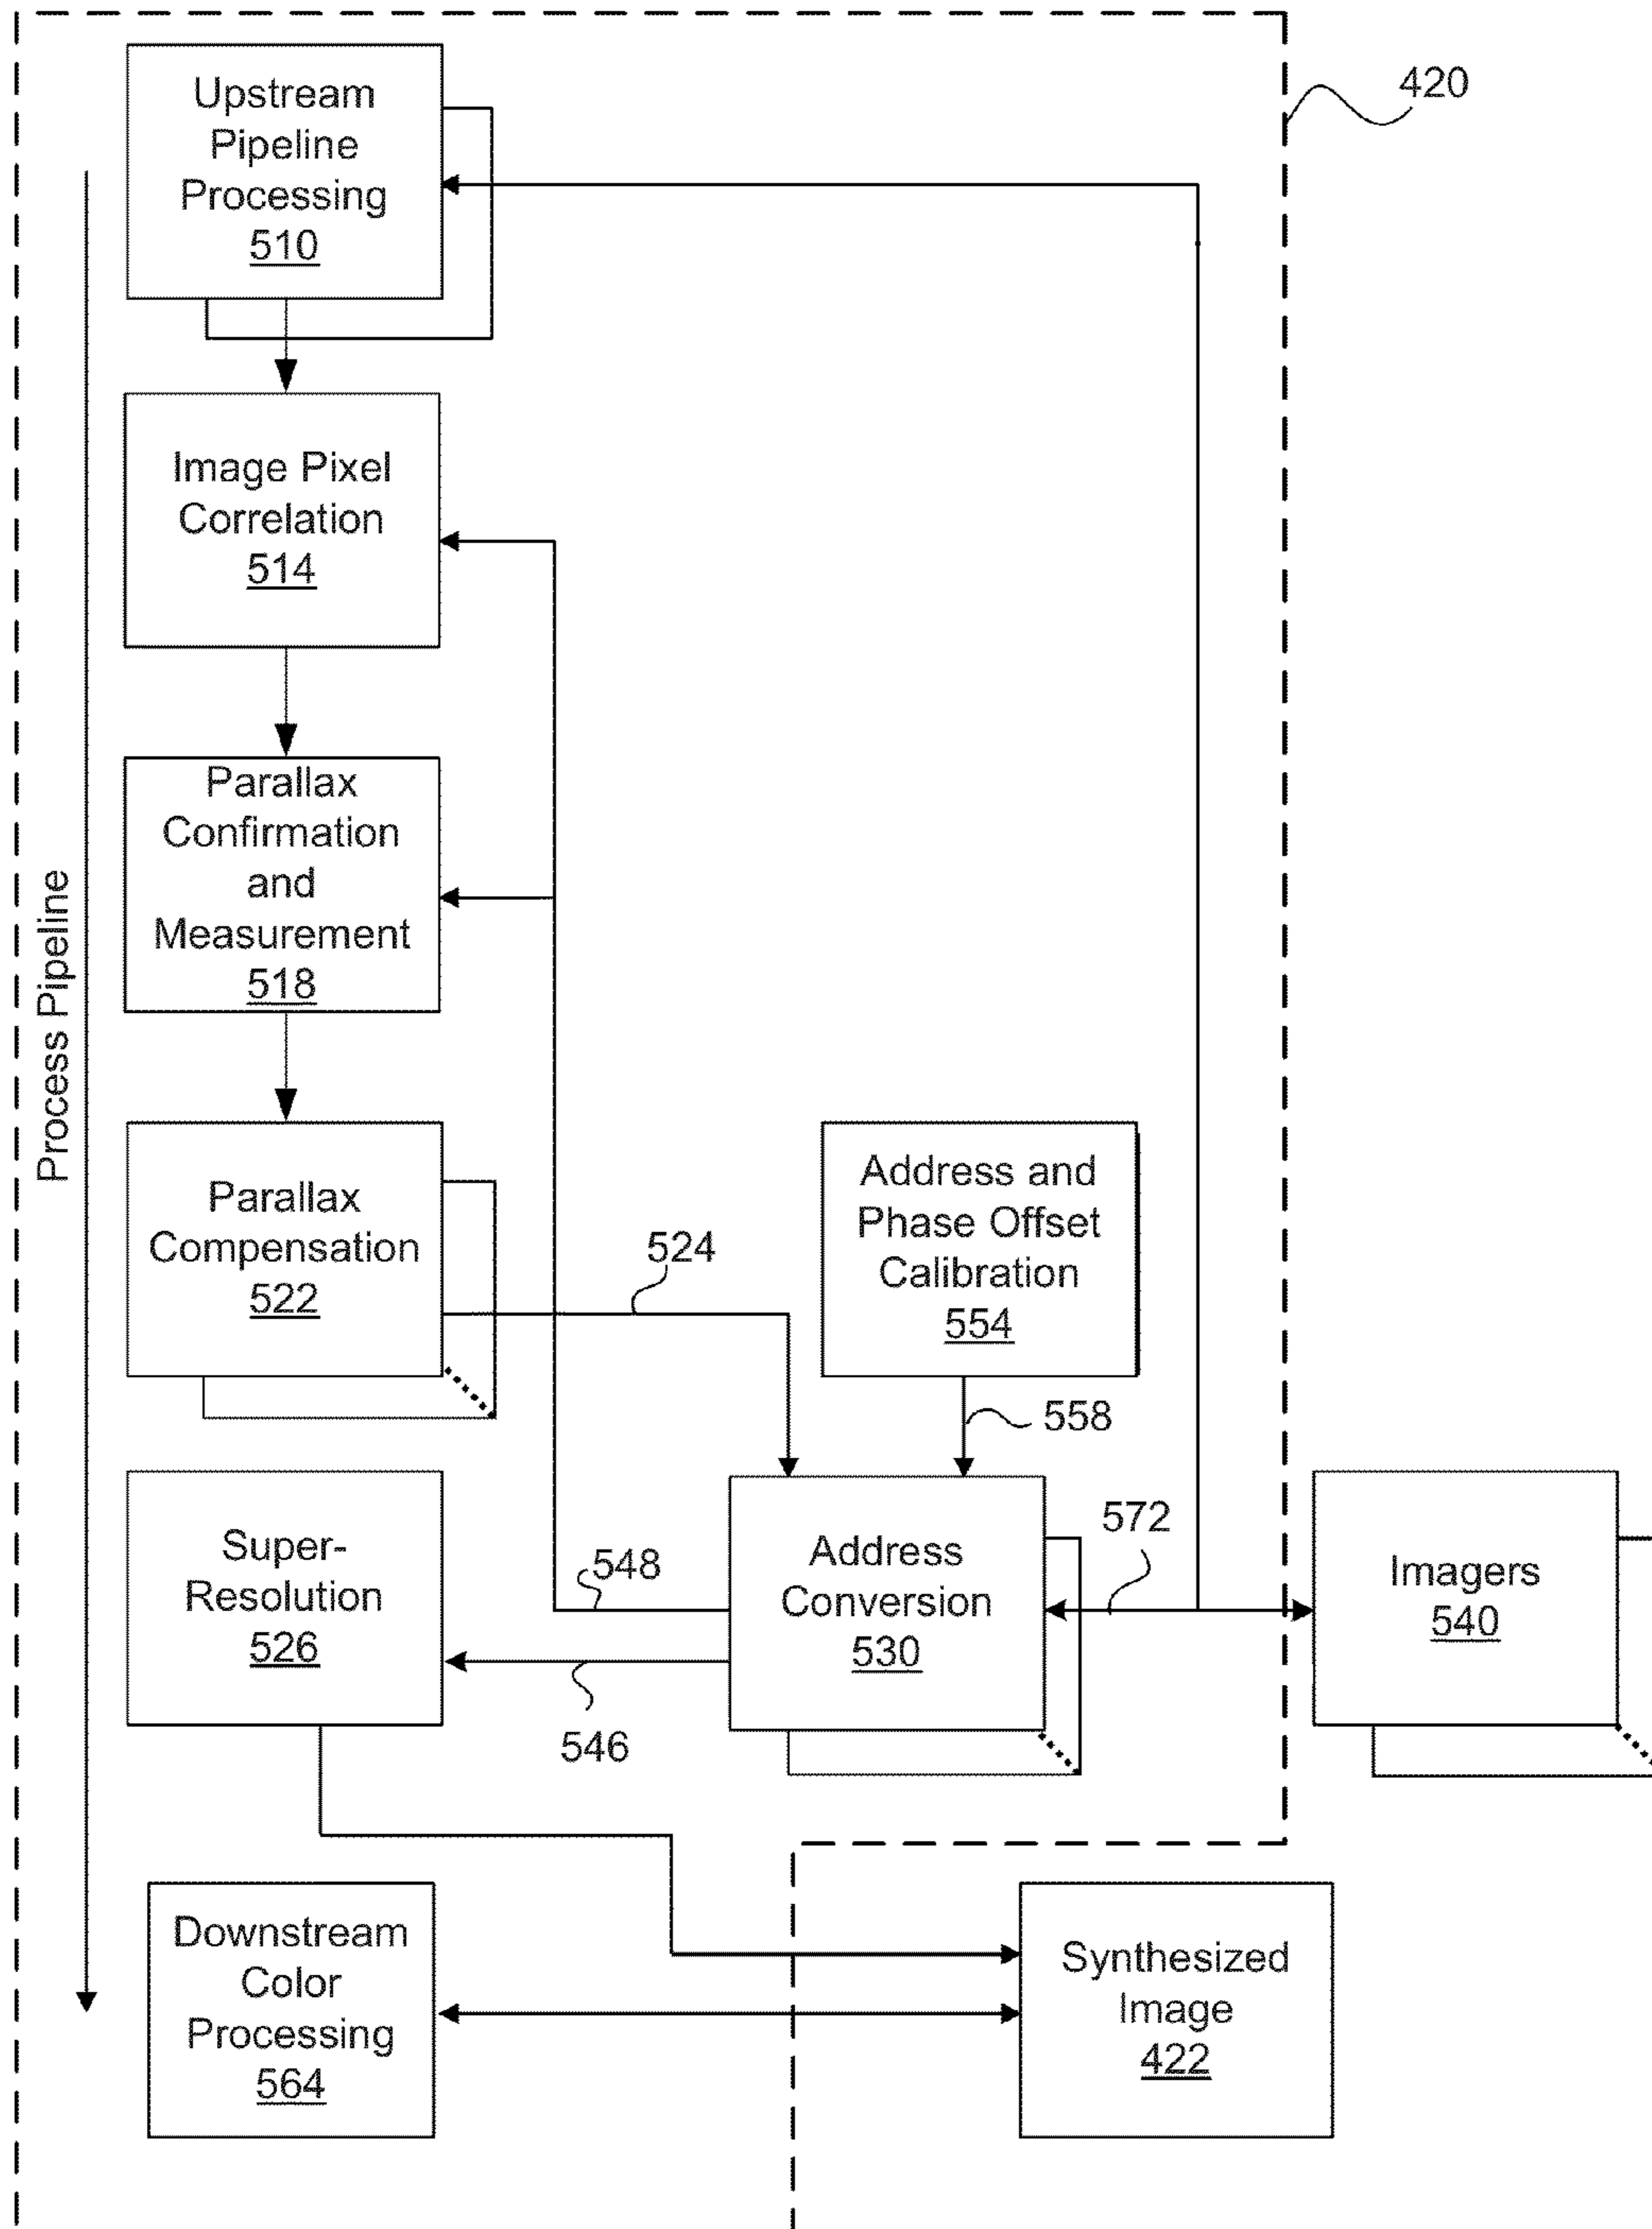 420
Upstream
Pipeline
Processing
510
Image Pixel
Correlation
514
Parallax
Confirmation
and
Measurement
518
Process Pipeline
Parallax
Compensation
522
524
Address and
Phase Offset
Calibration
554
558
Super-
Resolution
526
548
546
Address
Conversion
530
572
Imagers
540
Downstream
Color
Processing
564
Synthesized
Image
422